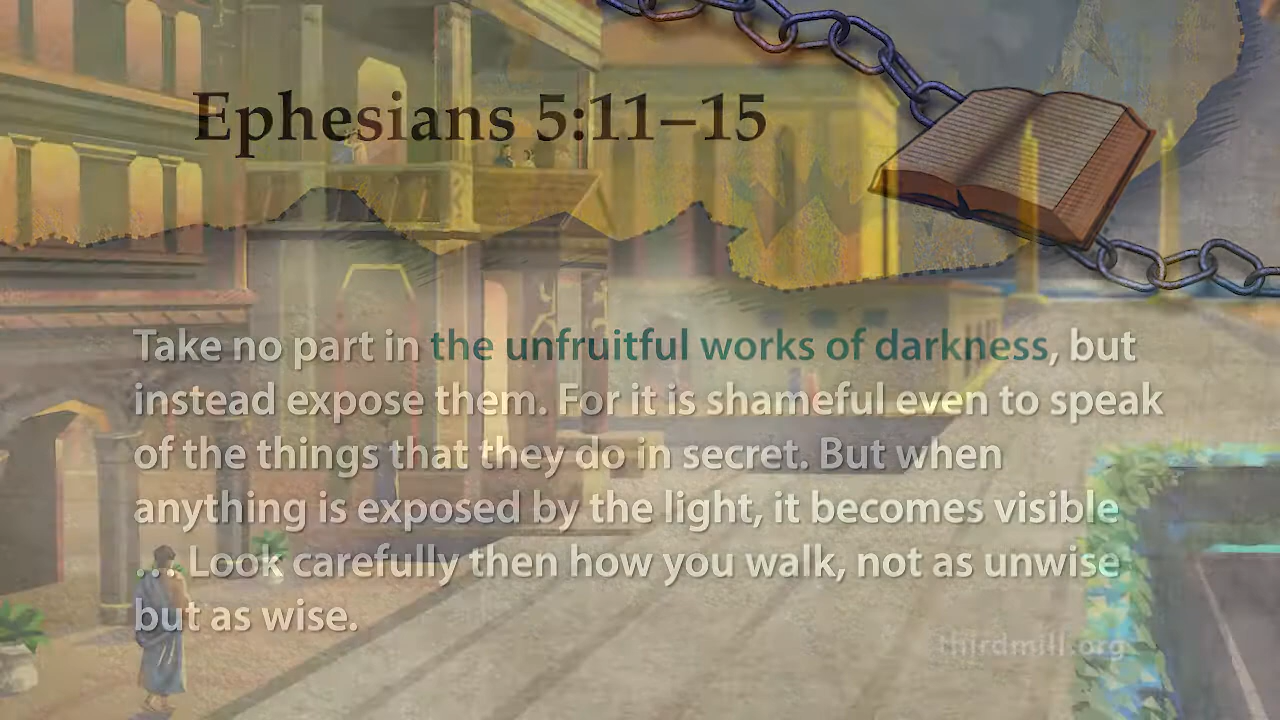 Ephesians 5:11–15
Take no part in the unfruitful works of darkness, but
instead expose them. For it is shameful even to speak
of the things that they do in secret. But when
anything is exposed by the light, it becomes visible
… Look carefully then how you walk, not as unwise
but as wise.
thirdmill.org